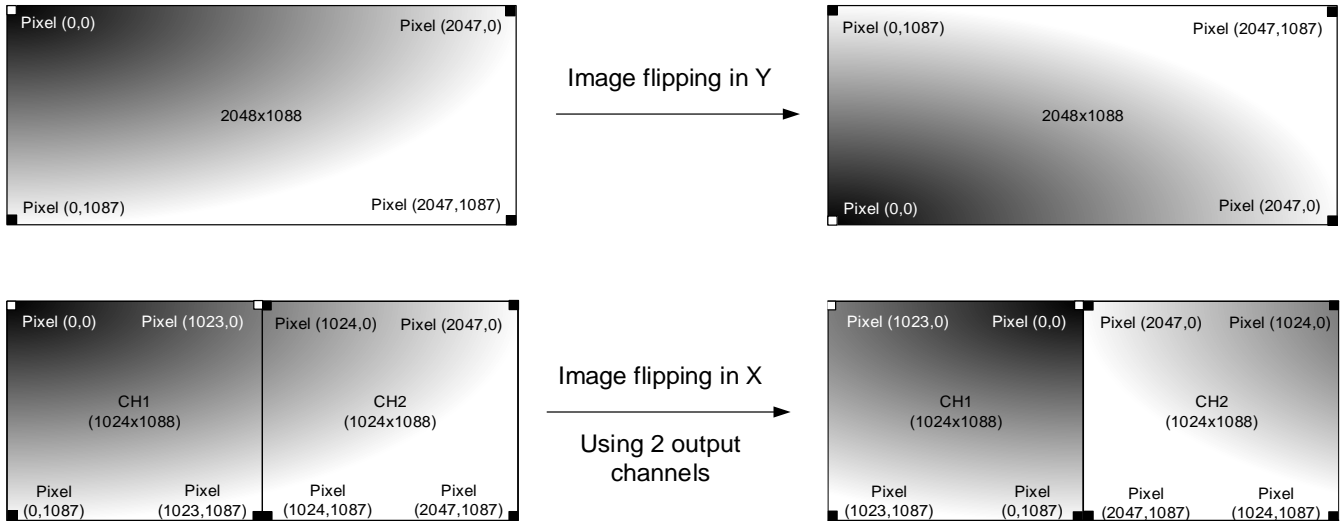 Pixel (0,0)
Pixel (2047,0)
2048x1088
Pixel (0,1087)
Pixel (2047,1087)
Image flipping in Y
Pixel (0,1087)
Pixel (2047,1087)
2048x1088
Pixel (0,0)
Pixel (2047,0)
Pixel (0,0)
Pixel (1023,0)
CH1
(1024x1088)
Pixel
(0,1087)
Pixel
(1023,1087)
Pixel (1024,0)
Pixel (2047,0)
CH2
(1024x1088)
Pixel
(1024,1087)
Pixel
(2047,1087)
Image flipping in X
Using 2 output
channels
Pixel (1023,0)
Pixel (0,0)
CH1
(1024x1088)
Pixel
(1023,1087)
Pixel
(0,1087)
Pixel (2047,0)
Pixel (1024,0)
CH2
(1024x1088)
Pixel
(2047,1087)
Pixel
(1024,1087)